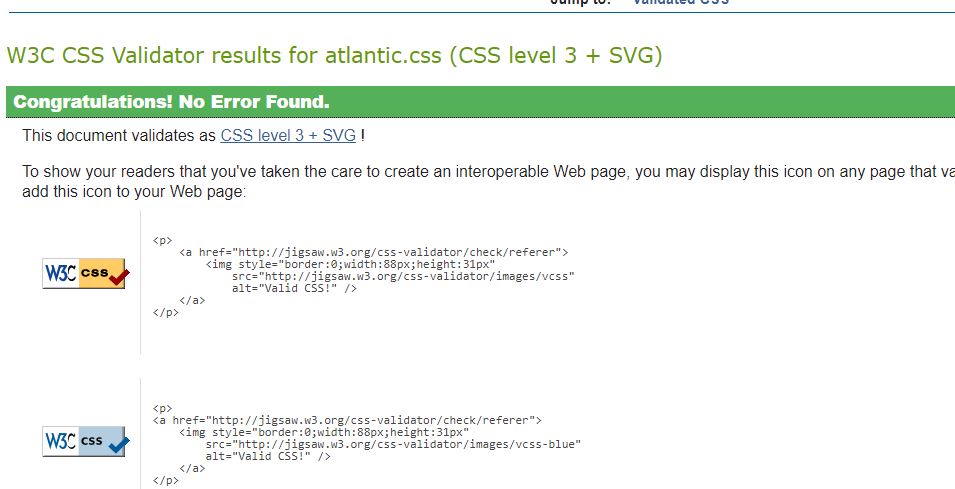 Jump to: Validated CSS
W3C CSS Validator results for atlantic.css (CSS level 3 + SVG)
Congratulations! No Error Found.
This document validates as CSS level 3 + SVG !
To show your readers that you've taken the care to create an interoperable Web page, you may display this icon on any page that va
add this icon to your Web page:
W3C css
<p>
<a href="http://jigsaw.w3.org/css-validator/check/referer">
<img style="border:0;width:88px;height:31px"
src="http://jigsaw.w3.org/css-validator/images/vcss"
alt="Valid CSS!" />
</a>
</p>
W3C css
<p>
<a href="http://jigsaw.w3.org/css-validator/check/referer">
<img style="border:0;width:88px;height:31px"
src="http://jigsaw.w3.org/css-validator/images/vcss-blue"
alt="Valid CSS!" />
</a>
</p>